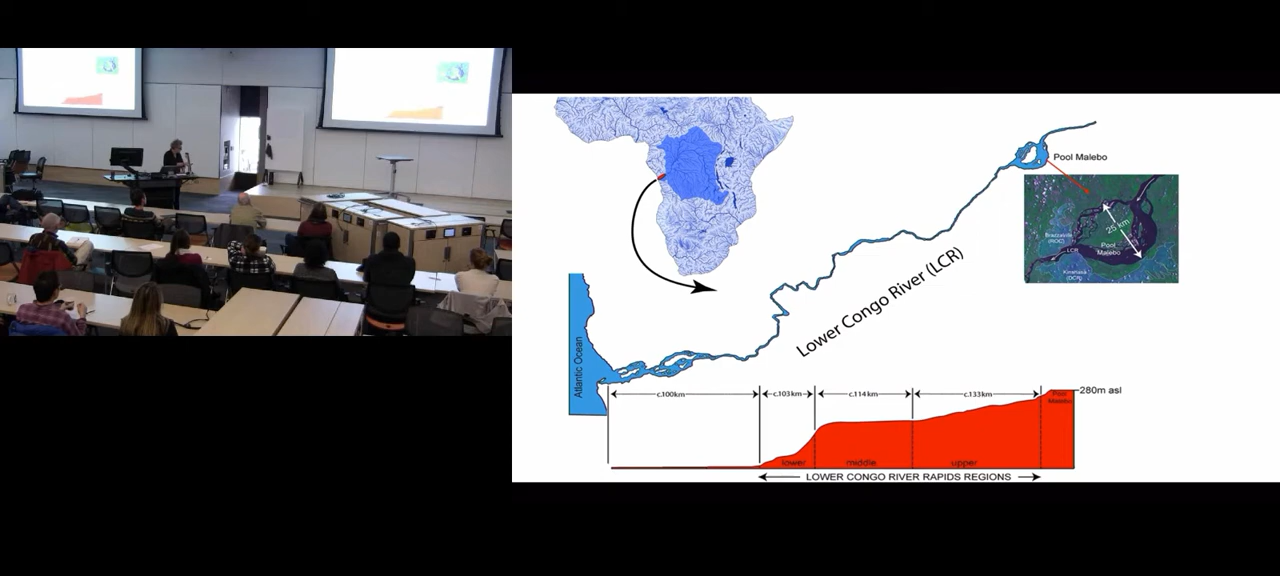 Pool Malebo
25 km
Brazzaville
(ROC)
LCR
Pool
Malebo
Kinshasa
(DCR)
Lower Congo River (LCR)
Atlantic Ocean
c.100km
c.103km
c.114km
c.133km
Pool
Malebo
280m asl
lower
middle
upper
LOWER CONGO RIVER RAPIDS REGIONS